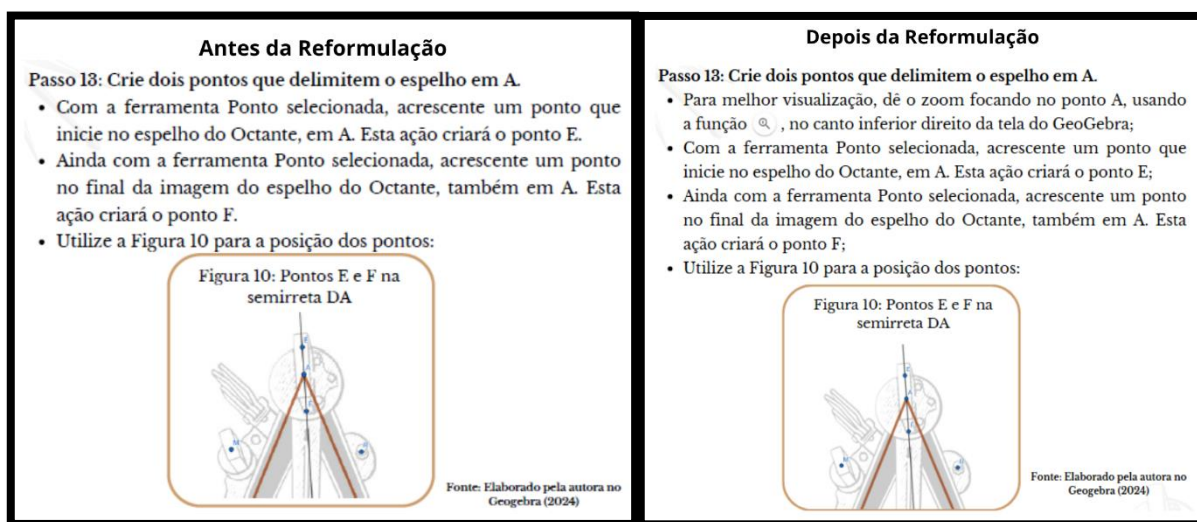 Antes da Reformulação
Passo 13: Crie dois pontos que delimitem o espelho em A.
• Com a ferramenta Ponto selecionada, acrescente um ponto que
inicie no espelho do Octante, em A. Esta ação criará o ponto E.
• Ainda com a ferramenta Ponto selecionada, acrescente um ponto
no final da imagem do espelho do Octante, também em A. Esta
ação criará o ponto F.
• Utilize a Figura 10 para a posição dos pontos:
Figura 10: Pontos E e F na
semirreta DA
A
M
Fonte: Elaborado pela autora no
Geogebra (2024)
Depois da Reformulação
Passo 13: Crie dois pontos que delimitem o espelho em A.
• Para melhor visualização, dê o zoom focando no ponto A, usando
a função , no canto inferior direito da tela do GeoGebra;
• Com a ferramenta Ponto selecionada, acrescente um ponto que
inicie no espelho do Octante, em A. Esta ação criará o ponto E;
• Ainda com a ferramenta Ponto selecionada, acrescente um ponto
no final da imagem do espelho do Octante, também em A. Esta
ação criará o ponto F;
• Utilize a Figura 10 para a posição dos pontos:
Figura 10: Pontos E e F na
semirreta DA
A
Fonte: Elaborado pela autora no
Geogebra (2024)